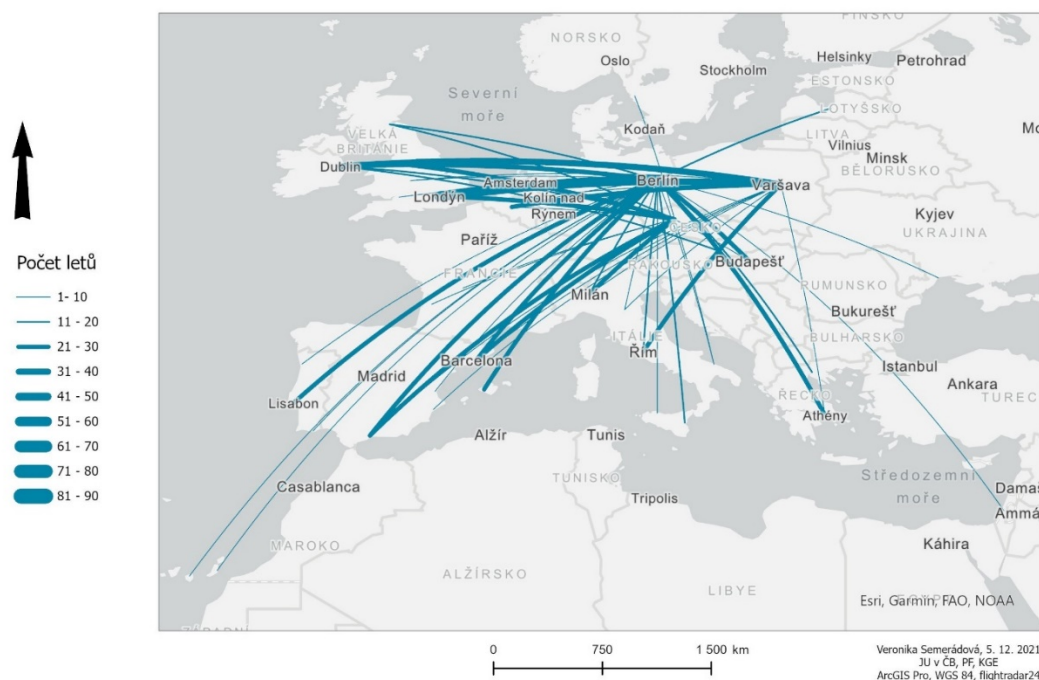 FINSKO
NORSKO
Oslo
Helsinky
Petrohrad
Stockholm
ESTONSKO
Severní
moře
LOTYŠSKO
Kodaň
VELKÁ
BRITÁNIE
LITVA
Vilnius
Minsk
BĚLORUSKO
Dublin
Amsterdam
Berlín
Varšava
Londýn
Kolín nad
Rýnem
ČESKO
Kyjev
UKRAJINA
Paříž
Počet letů
FRANCIE
RAKOUSKO
Budapešť
RUMUNSKO
Milán
Bukurešť
ITÁLIE
BULHARSKO
Řím
Barcelona
Istanbul
Madrid
Ankara
TUREC
Lisabon
ŘECKO
Athény
Alžír
Tunis
Casablanca
TUNISKO
Středozemní
moře
Tripolis
Damaš
Ammá
MAROKO
Káhira
ALŽÍRSKO
LIBYE
1- 10
11 - 20
21 - 30
31 - 40
41 - 50
51 - 60
61 - 70
71 - 80
81 - 90
Esri, Garmin, FAO, NOAA
ZÁPADNÍ
0 750 1 500 km
Veronika Semerádová, 5. 12. 2021
JU v ČB, PF, KGE
ArcGIS Pro, WGS 84, flightradar24